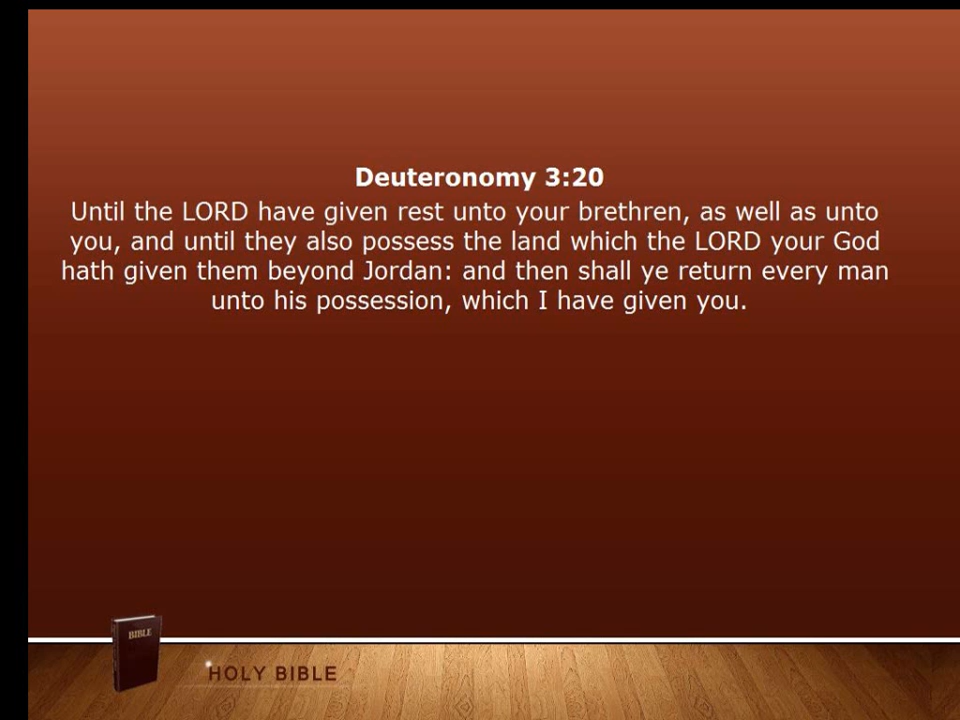 Deuteronomy 3:20
Until the LORD have given rest unto your brethren, as well as unto
you, and until they also possess the land which the LORD your God
hath given them beyond Jordan: and then shall ye return every man
unto his possession, which I have given you.
BIBLE
HOLY BIBLE